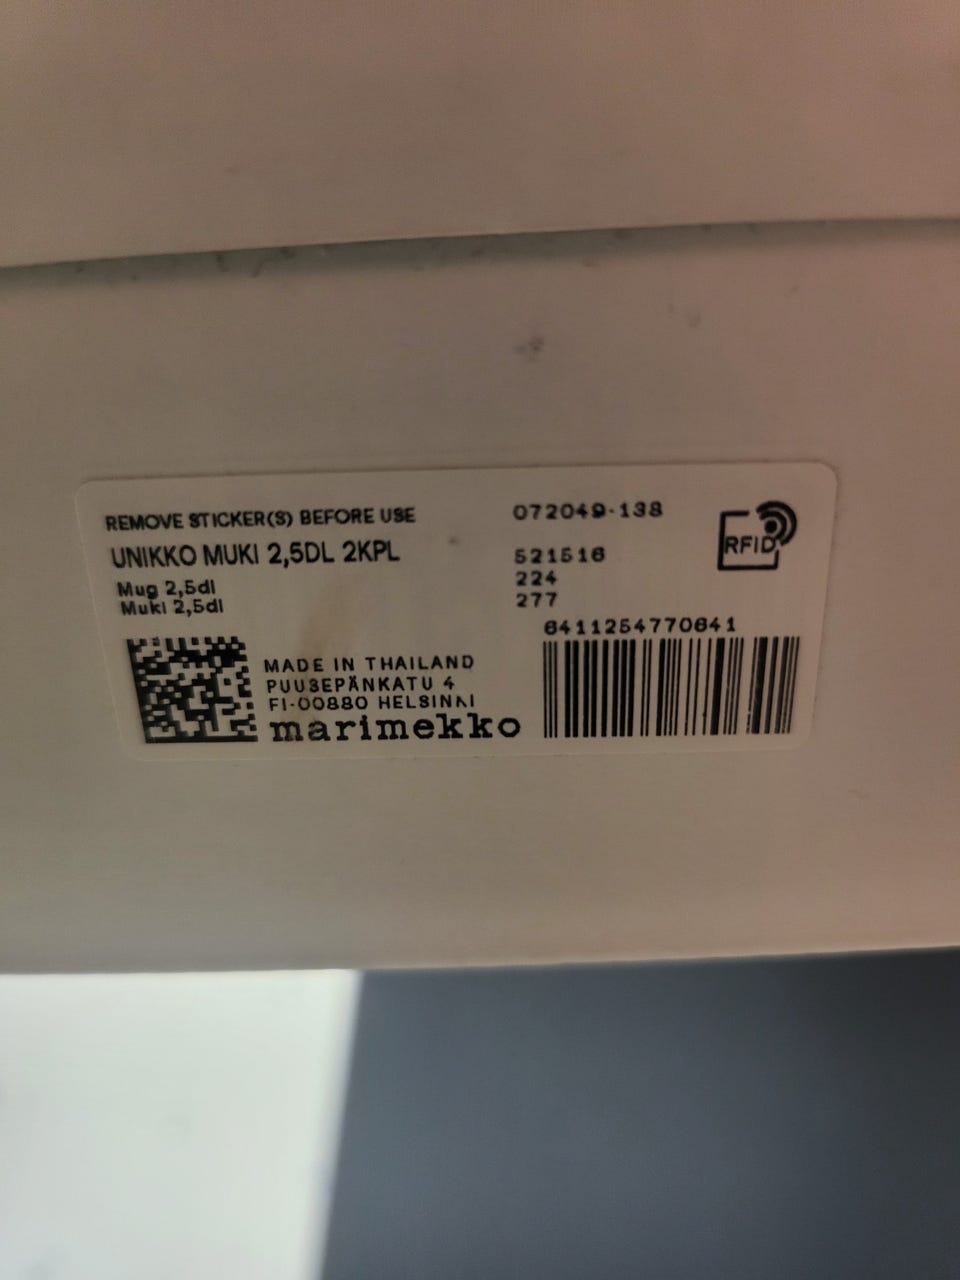 REMOVE STICKER(S) BEFORE USE
UNIKKO MUKI 2,5DL 2KPL
Mug 2,5dl
Muki 2,5dl
MADE IN THAILAND
PUUSEPÄNKATU 4
FI-00880 HELSINKI
marimekko
072049-138
521516
224
277
6411254770641
RFID